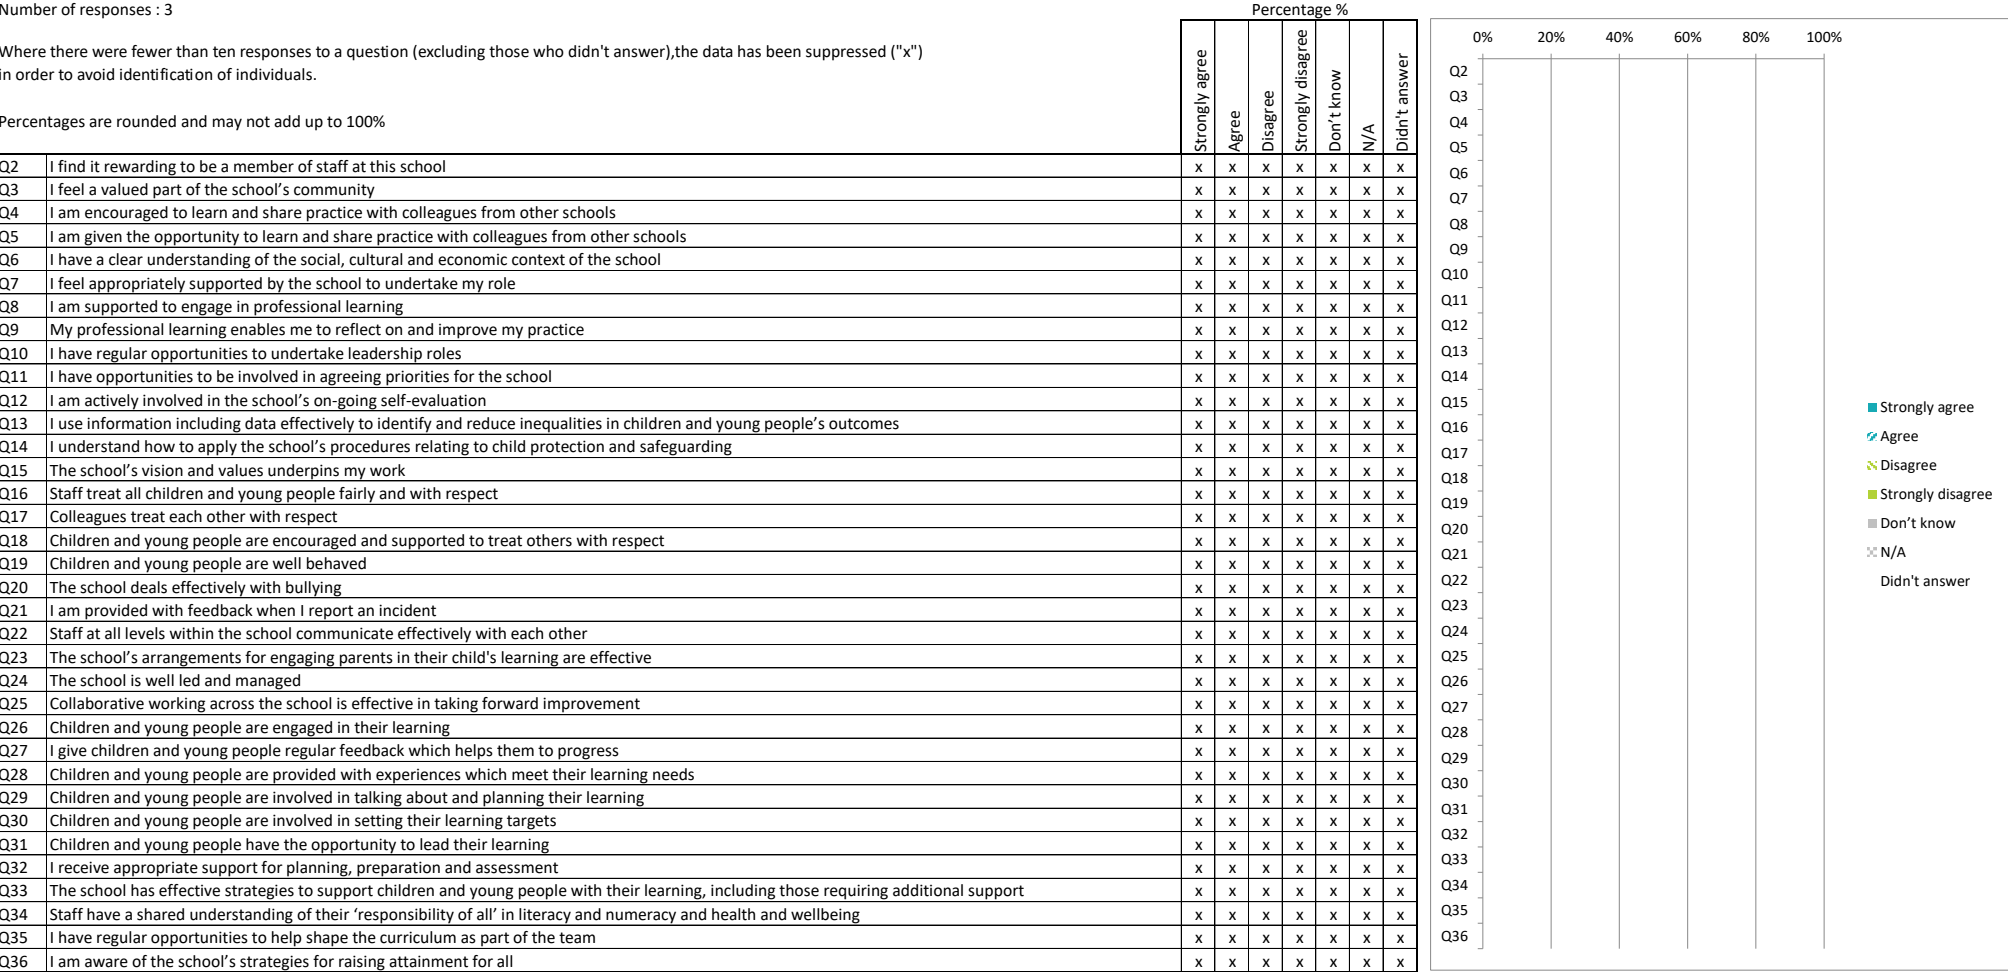 Number of responses : 3
Percentage %
Where there were fewer than ten responses to a question (excluding those who didn't answer),the data has been suppressed ("x")
in order to avoid identification of individuals.
Percentages are rounded and may not add up to 100%
Strongly agree
Agree
Disagree
Strongly disagree
Don't know
N/A
Didn't answer
Q2 I find it rewarding to be a member of staff at this school x x x x x x x
Q3 I feel a valued part of the school’s community x x x x x x x
Q4 I am encouraged to learn and share practice with colleagues from other schools x x x x x x x
Q5 I am given the opportunity to learn and share practice with colleagues from other schools x x x x x x x
Q6 I have a clear understanding of the social, cultural and economic context of the school x x x x x x x
Q7 I feel appropriately supported by the school to undertake my role x x x x x x x
Q8 I am supported to engage in professional learning x x x x x x x
Q9 My professional learning enables me to reflect on and improve my practice x x x x x x x
Q10 I have regular opportunities to undertake leadership roles x x x x x x x
Q11 I have opportunities to be involved in agreeing priorities for the school x x x x x x x
Q12 I am actively involved in the school’s on-going self-evaluation x x x x x x x
Q13 I use information including data effectively to identify and reduce inequalities in children and young people’s outcomes x x x x x x x
Q14 I understand how to apply the school’s procedures relating to child protection and safeguarding x x x x x x x
Q15 The school’s vision and values underpins my work x x x x x x x
Q16 Staff treat all children and young people fairly and with respect x x x x x x x
Q17 Colleagues treat each other with respect x x x x x x x
Q18 Children and young people are encouraged and supported to treat others with respect x x x x x x x
Q19 Children and young people are well behaved x x x x x x x
Q20 The school deals effectively with bullying x x x x x x x
Q21 I am provided with feedback when I report an incident x x x x x x x
Q22 Staff at all levels within the school communicate effectively with each other x x x x x x x
Q23 The school’s arrangements for engaging parents in their child's learning are effective x x x x x x x
Q24 The school is well led and managed x x x x x x x
Q25 Collaborative working across the school is effective in taking forward improvement x x x x x x x
Q26 Children and young people are engaged in their learning x x x x x x x
Q27 I give children and young people regular feedback which helps them to progress x x x x x x x
Q28 Children and young people are provided with experiences which meet their learning needs x x x x x x x
Q29 Children and young people are involved in talking about and planning their learning x x x x x x x
Q30 Children and young people are involved in setting their learning targets x x x x x x x
Q31 Children and young people have the opportunity to lead their learning x x x x x x x
Q32 I receive appropriate support for planning, preparation and assessment x x x x x x x
Q33 The school has effective strategies to support children and young people with their learning, including those requiring additional support x x x x x x x
Q34 Staff have a shared understanding of their ‘responsibility of all’ in literacy and numeracy and health and wellbeing x x x x x x x
Q35 I have regular opportunities to help shape the curriculum as part of the team x x x x x x x
Q36 I am aware of the school’s strategies for raising attainment for all x x x x x x x
0% 20% 40% 60% 80% 100%
Q2
Q3
Q4
Q5
Q6
Q7
Q8
Q9
Q10
Q11
Q12
Q13
Q14
Q15
Q16
Q17
Q18
Q19
Q20
Q21
Q22
Q23
Q24
Q25
Q26
Q27
Q28
Q29
Q30
Q31
Q32
Q33
Q34
Q35
Q36
Strongly agree
Agree
Disagree
Strongly disagree
Don’t know
N/A
Didn't answer